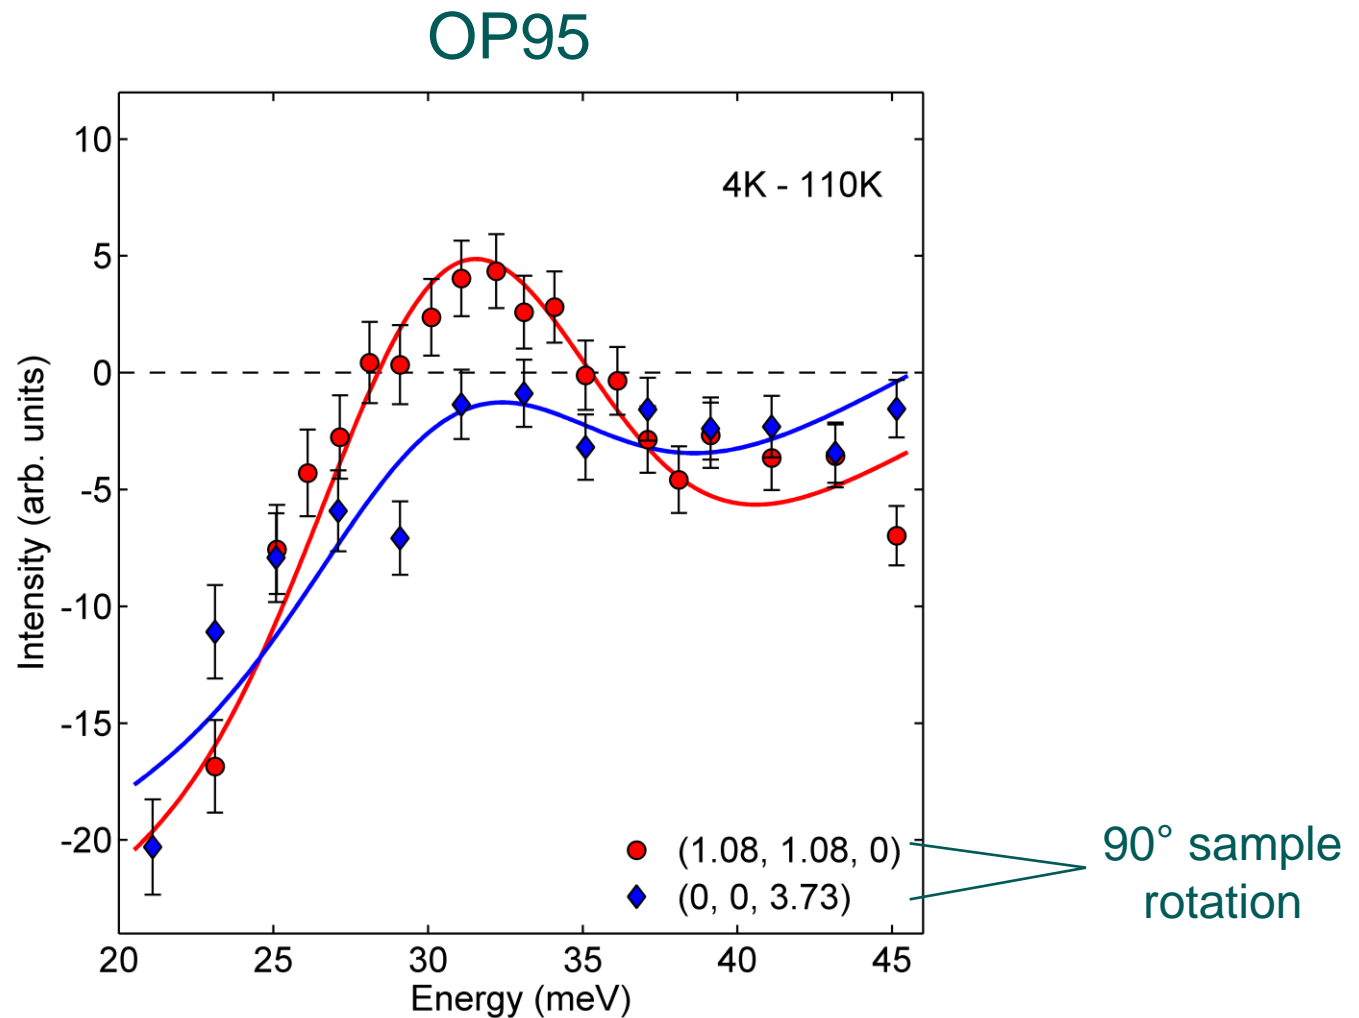 OP95
10
5
0
-5
-10
-15
-20
Intensity (arb. units)
4K - 110K
(1.08, 1.08, 0)
(0, 0, 3.73)
90° sample
rotation
20 25 30 35 40 45
Energy (meV)